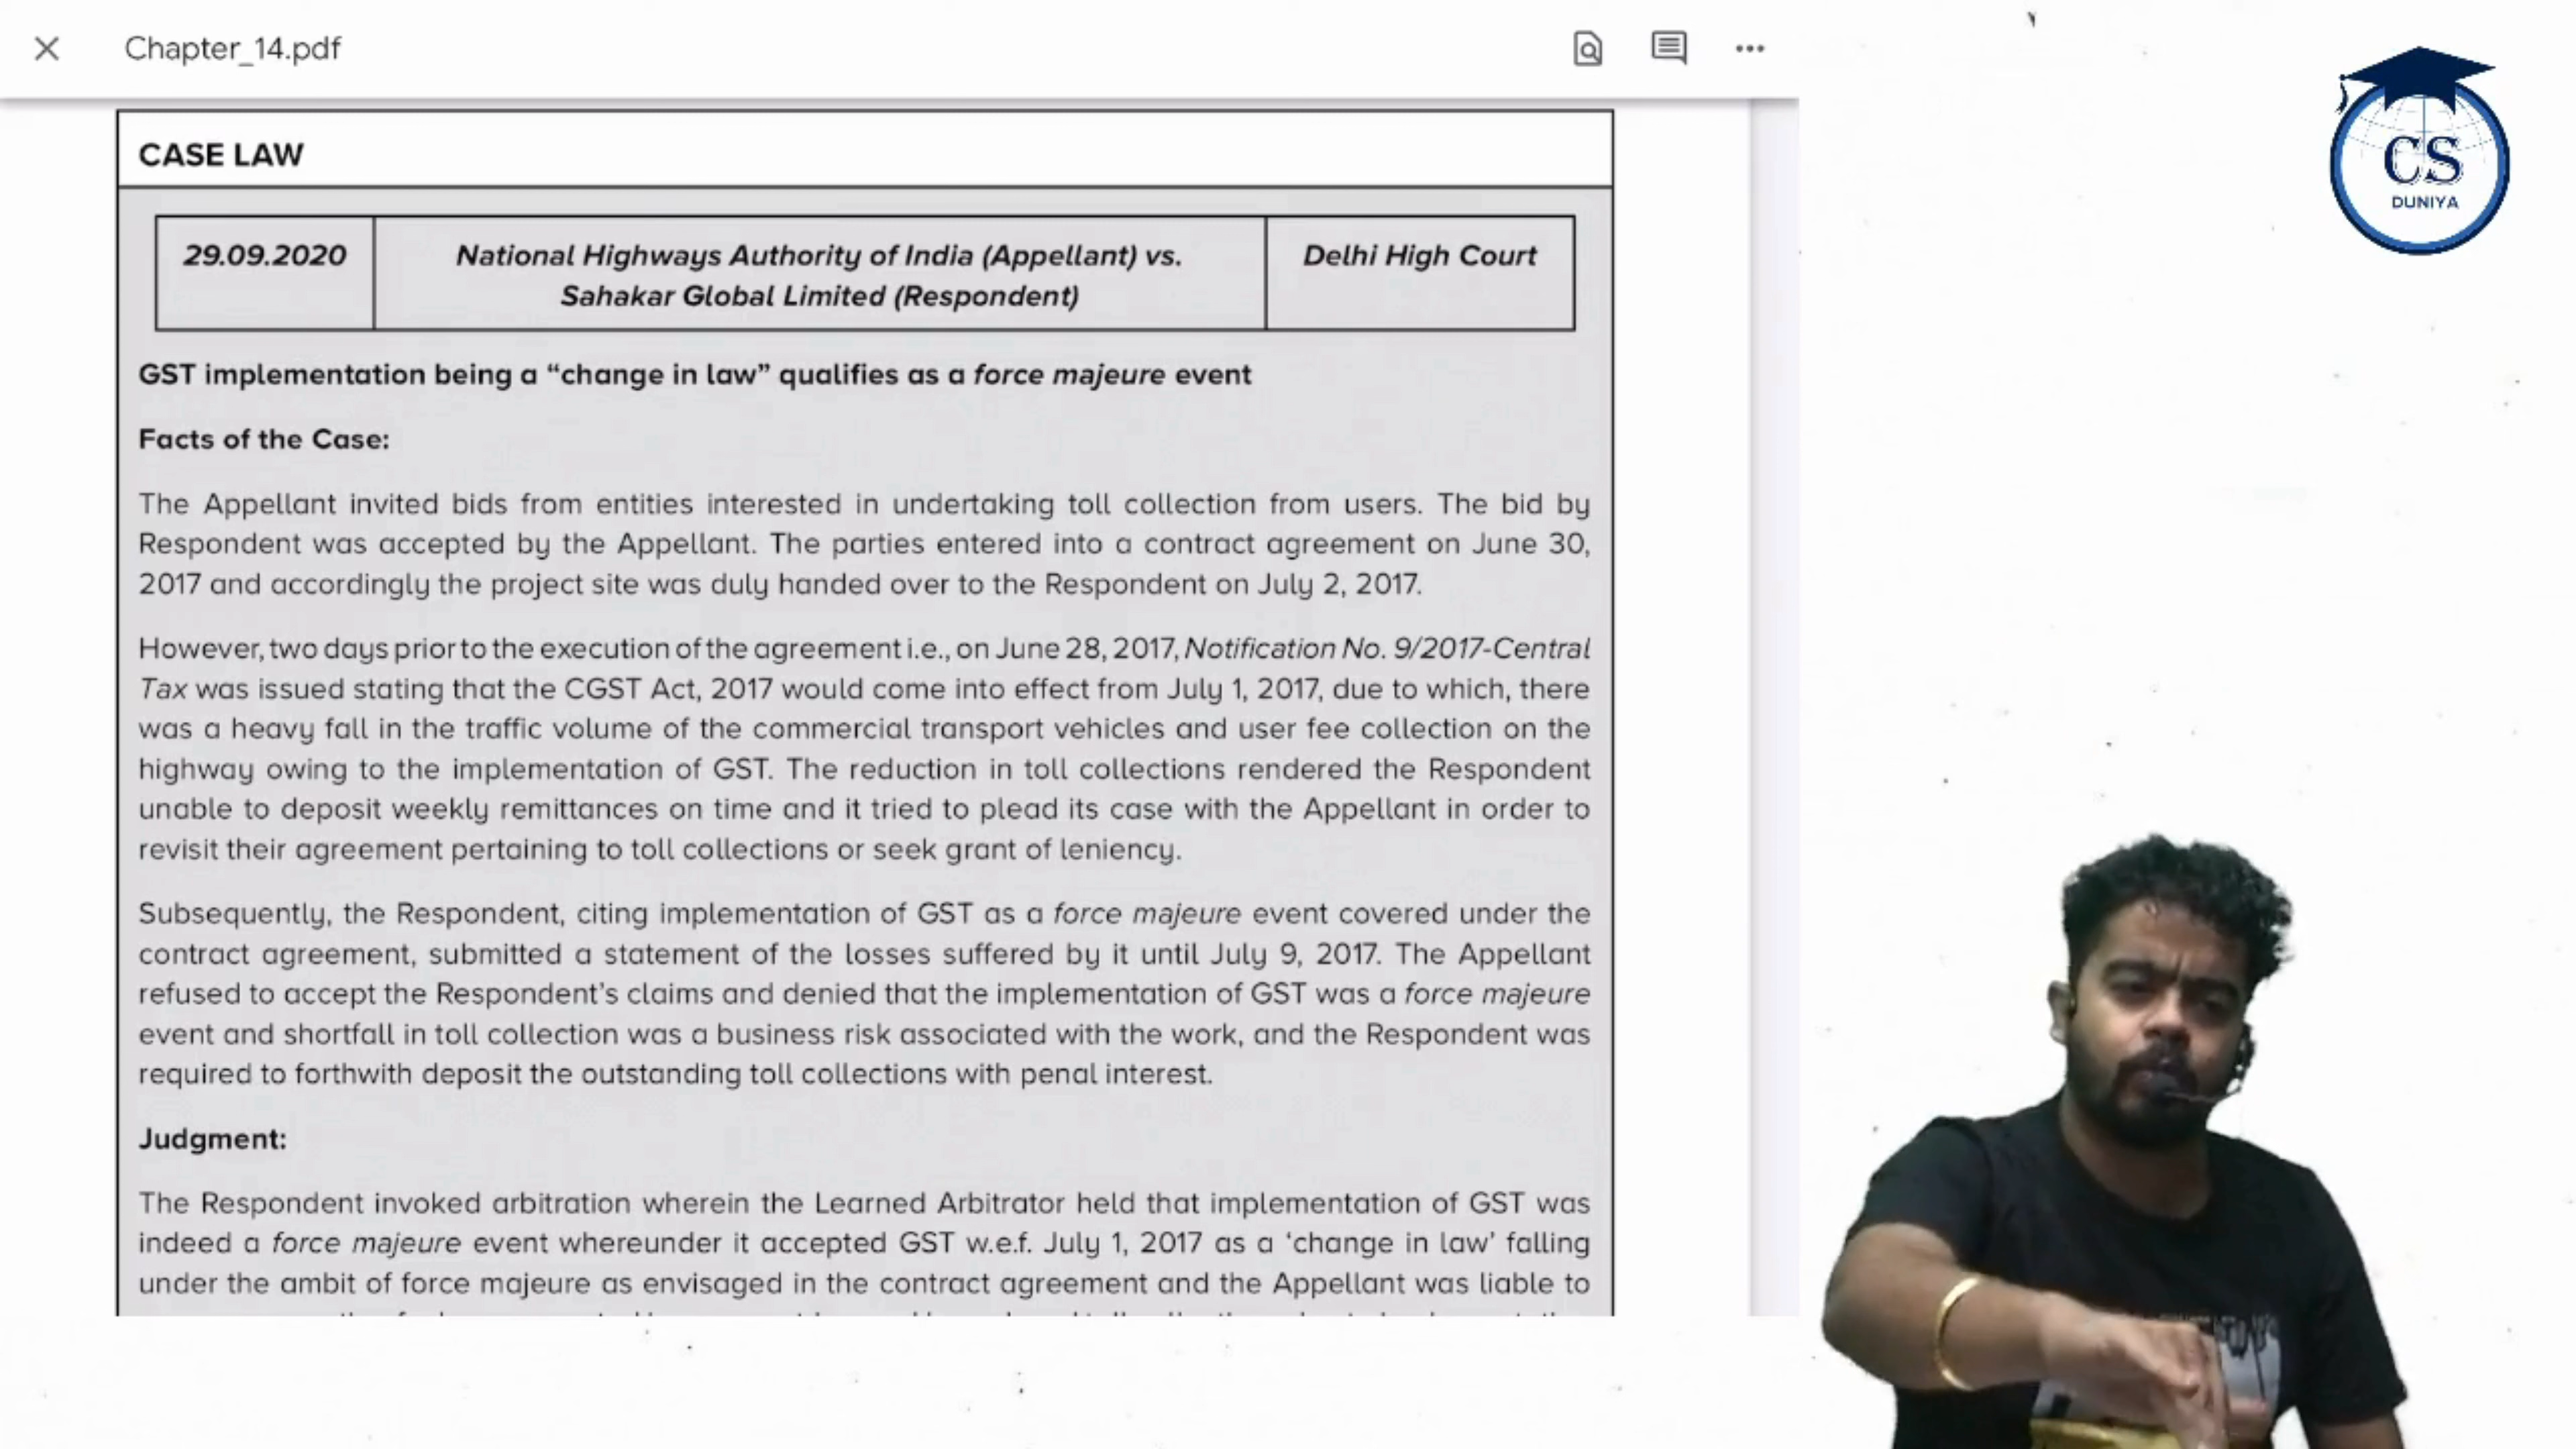 Chapter_14.pdf
CS
DUNIYA
CASE LAW
29.09.2020
National Highways Authority of India (Appellant) vs.
Sahakar Global Limited (Respondent)
Delhi High Court
GST implementation being a “change in law” qualifies as a force majeure event
Facts of the Case:
The Appellant invited bids from entities interested in undertaking toll collection from users. The bid by
Respondent was accepted by the Appellant. The parties entered into a contract agreement on June 30,
2017 and accordingly the project site was duly handed over to the Respondent on July 2, 2017.
However, two days prior to the execution of the agreement i.e., on June 28, 2017, Notification No. 9/2017-Central
Tax was issued stating that the CGST Act, 2017 would come into effect from July 1, 2017, due to which, there
was a heavy fall in the traffic volume of the commercial transport vehicles and user fee collection on the
highway owing to the implementation of GST. The reduction in toll collections rendered the Respondent
unable to deposit weekly remittances on time and it tried to plead its case with the Appellant in order to
revisit their agreement pertaining to toll collections or seek grant of leniency.
Subsequently, the Respondent, citing implementation of GST as a force majeure event covered under the
contract agreement, submitted a statement of the losses suffered by it until July 9, 2017. The Appellant
refused to accept the Respondent’s claims and denied that the implementation of GST was a force majeure
event and shortfall in toll collection was a business risk associated with the work, and the Respondent was
required to forthwith deposit the outstanding toll collections with penal interest.
Judgment:
The Respondent invoked arbitration wherein the Learned Arbitrator held that implementation of GST was
indeed a force majeure event whereunder it accepted GST w.e.f. July 1, 2017 as a ‘change in law’ falling
under the ambit of force majeure as envisaged in the contract agreement and the Appellant was liable to